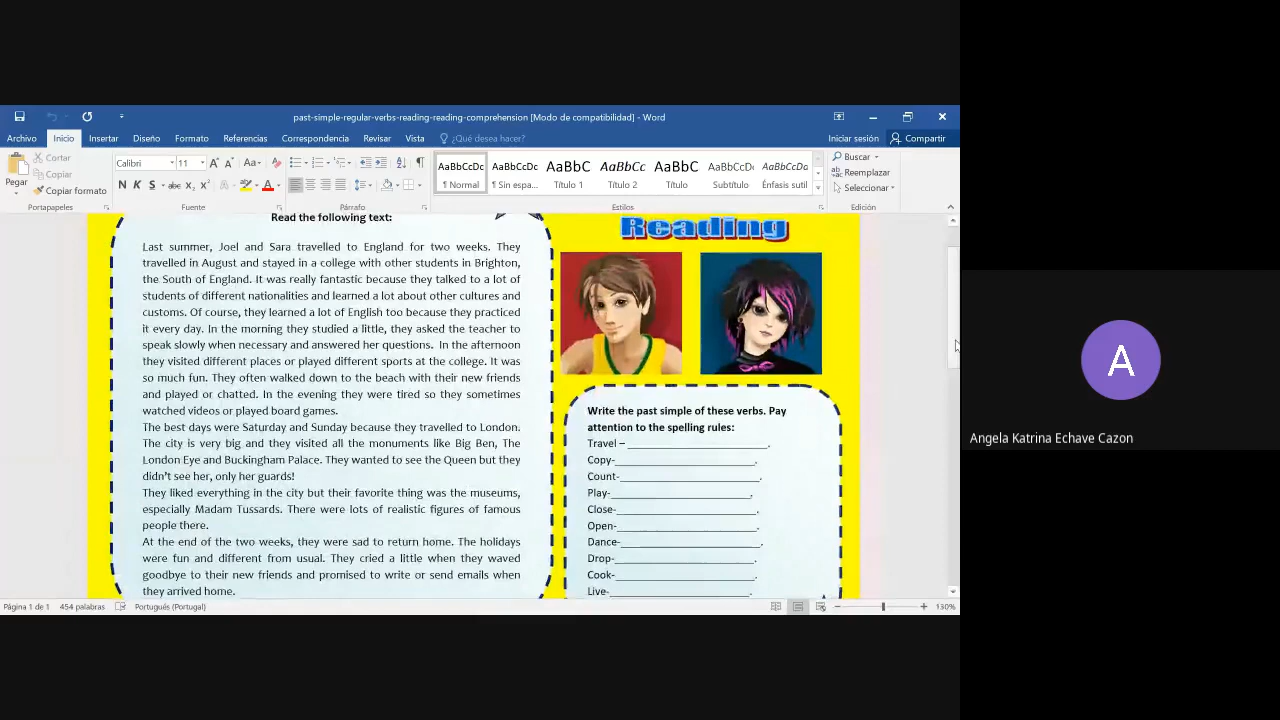 past-simple-regular-verbs-reading-reading-comprehension [Modo de compatibilidad] - Word
Archivo Inicio Insertar Diseño Formato Referencias Correspondencia Revisar Vista ¿Qué desea hacer? Iniciar sesión Compartir
Pegar
Cortar
Copiar
Copiar formato
Portapapeles
Calibri 11
Fuente
Párrafo
AaBbCcDc AaBbCcDc AaBbC AaBbCc AaBbC AaBbCcD AaBbCcDc
¶ Normal ¶ Sin espa... Título 1 Título 2 Título Subtítulo Énfasis sutil
Estilos
Buscar
Reemplazar
Seleccionar
Edición
Read the following text:
Last summer, Joel and Sara travelled to England for two weeks. They
travelled in August and stayed in a college with other students in Brighton,
the South of England. It was really fantastic because they talked to a lot of
students of different nationalities and learned a lot about other cultures and
customs. Of course, they learned a lot of English too because they practiced
it every day. In the morning they studied a little, they asked the teacher to
speak slowly when necessary and answered her questions. In the afternoon
they visited different places or played different sports at the college. It was
so much fun. They often walked down to the beach with their new friends
and played or chatted. In the evening they were tired so they sometimes
watched videos or played board games.
The best days were Saturday and Sunday because they travelled to London.
The city is very big and they visited all the monuments like Big Ben, The
London Eye and Buckingham Palace. They wanted to see the Queen but they
didn't see her, only her guards!
They liked everything in the city but their favorite thing was the museums,
especially Madam Tussards. There were lots of realistic figures of famous
people there.
At the end of the two weeks, they were sad to return home. The holidays
were fun and different from usual. They cried a little when they waved
goodbye to their new friends and promised to write or send emails when
they arrived home.
Reading
Write the past simple of these verbs. Pay
attention to the spelling rules:
Travel – ______________________.
Copy-______________________.
Count-______________________.
Play-______________________.
Close-______________________.
Open-______________________.
Dance-______________________.
Drop-______________________.
Cook-______________________.
Live-______________________.
Página 1 de 1 454 palabras Portugués (Portugal) 130%
A
Angela Katrina Echave Cazon